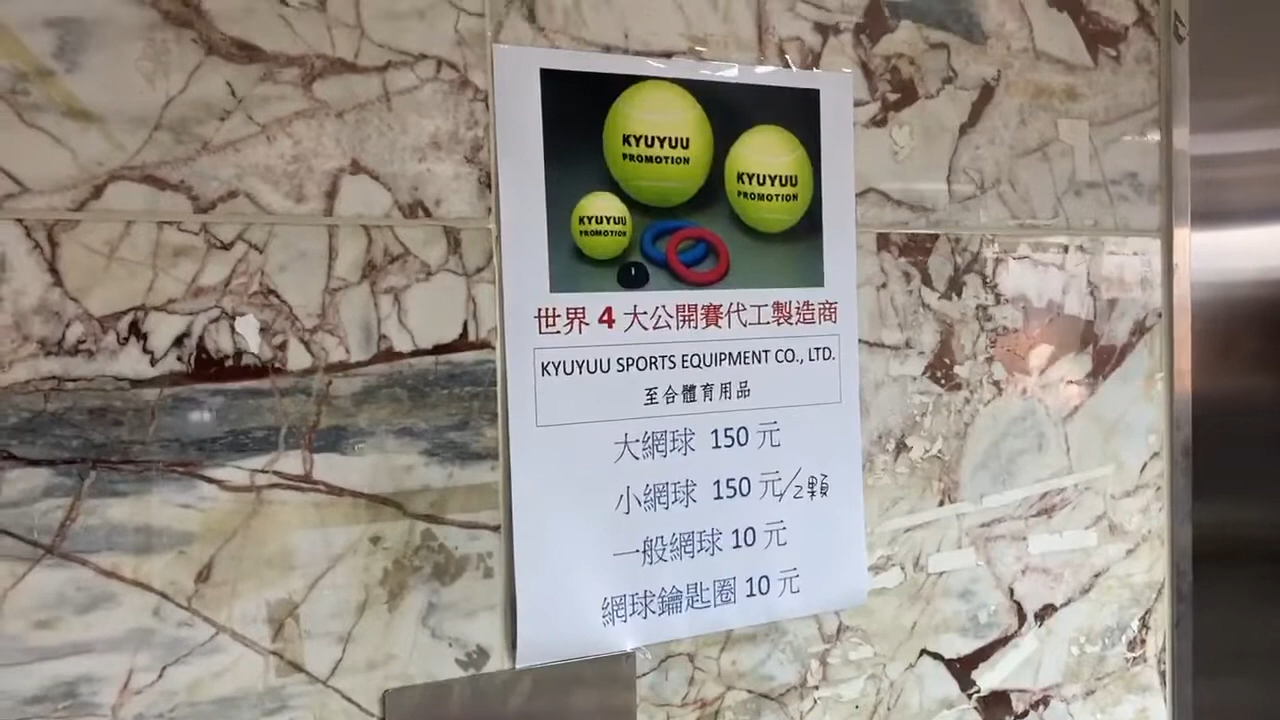 KYUYUU
PROMOTION
KYUYUU
PROMOTION
KYUYUU
PROMOTION
世界 4 大公開賽代工製造商
KYUYUU SPORTS EQUIPMENT CO., LTD.
至合體育用品
大網球 150 元
小網球 150 元/2顆
一般網球 10 元
網球鑰匙圈 10 元